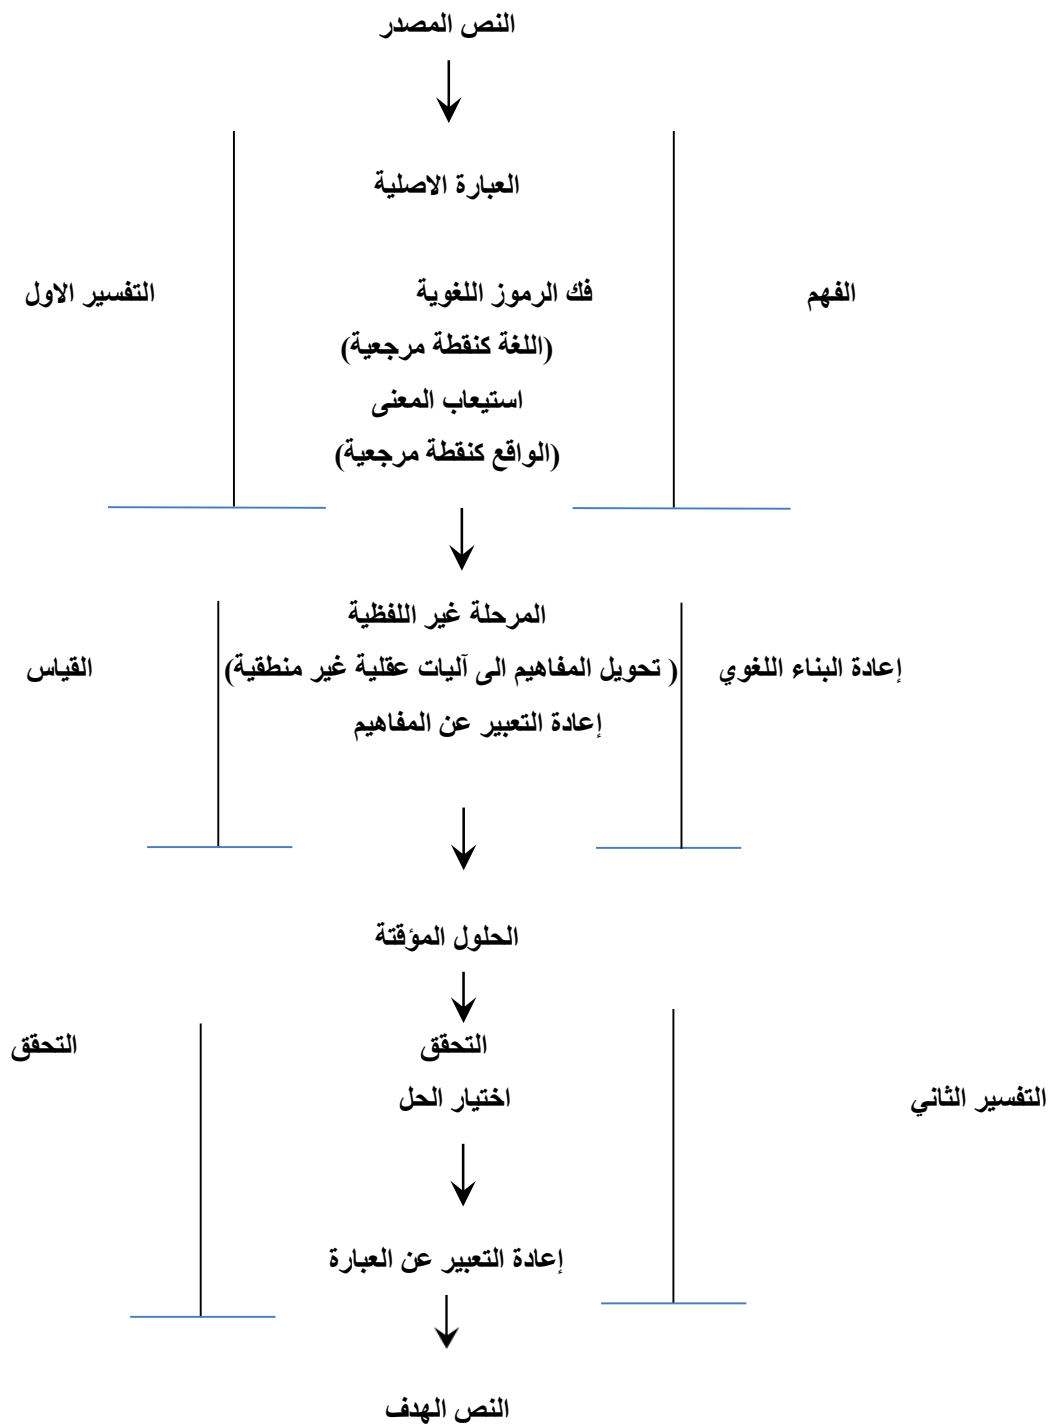 النص المصدر
العبارة الاصلية
الفهم
فك الرموز اللغوية
التفسير الاول
(اللغة كنقطة مرجعية)
استيعاب المعنى
(الواقع كنقطة مرجعية)
المرحلة غير اللفظية
إعادة البناء اللغوي
( تحويل المفاهيم الى آليات عقلية غير منطقية)
القياس
إعادة التعبير عن المفاهيم
الحلول المؤقتة
التحقق
التحقق
التفسير الثاني
اختيار الحل
إعادة التعبير عن العبارة
النص الهدف